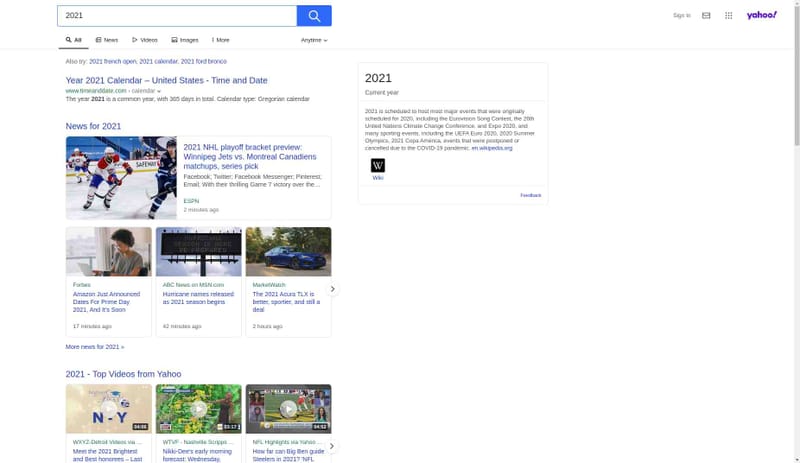 2021
Sign in
yahoo!
All
News
Videos
Images
More
Anytime
Also try: 2021 french open, 2021 calendar, 2021 ford bronco
Year 2021 Calendar – United States - Time and Date
www.timeanddate.com › calendar
The year 2021 is a common year, with 365 days in total. Calendar type: Gregorian calendar
News for 2021
2021 NHL playoff bracket preview:
Winnipeg Jets vs. Montreal Canadiens
matchups, series pick
Facebook; Twitter; Facebook Messenger; Pinterest;
Email; With their thrilling Game 7 victory over the…
ESPN
2 minutes ago
SAFEWAY
Forbes
Amazon Just Announced
Dates For Prime Day
2021, And It's Soon
17 minutes ago
HURRICANE
SEASON IS HERE
BE PREPARED
ABC News on MSN.com
Hurricane names released
as 2021 season begins
42 minutes ago
MarketWatch
The 2021 Acura TLX is
better, sportier, and still a
deal
2 hours ago
More news for 2021 »
2021 - Top Videos from Yahoo
N - Y
04:06
WXYZ-Detroit Videos via ...
Meet the 2021 Brightest
and Best honorees – Last
03:17
WTVF - Nashville Scripps ...
Nikki-Dee's early morning
forecast: Wednesday,
04:52
NFL Highlights via Yahoo ...
How far can Big Ben guide
Steelers in 2021? 'NFL
2021
Current year
2021 is scheduled to host most major events that were originally
scheduled for 2020, including the Eurovision Song Contest, the 26th
United Nations Climate Change Conference, and Expo 2020, and
many sporting events, including the UEFA Euro 2020, 2020 Summer
Olympics, 2021 Copa America, events that were postponed or
cancelled due to the COVID-19 pandemic. en.wikipedia.org
W
Wiki
Feedback